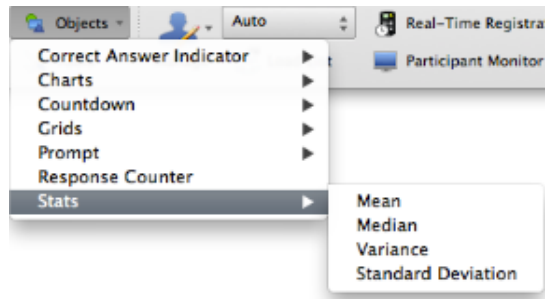 Objects
Auto
Real-Time Registra
Correct Answer Indicator
Participant Monitor
Charts
Countdown
Grids
Prompt
Response Counter
Stats
Mean
Median
Variance
Standard Deviation